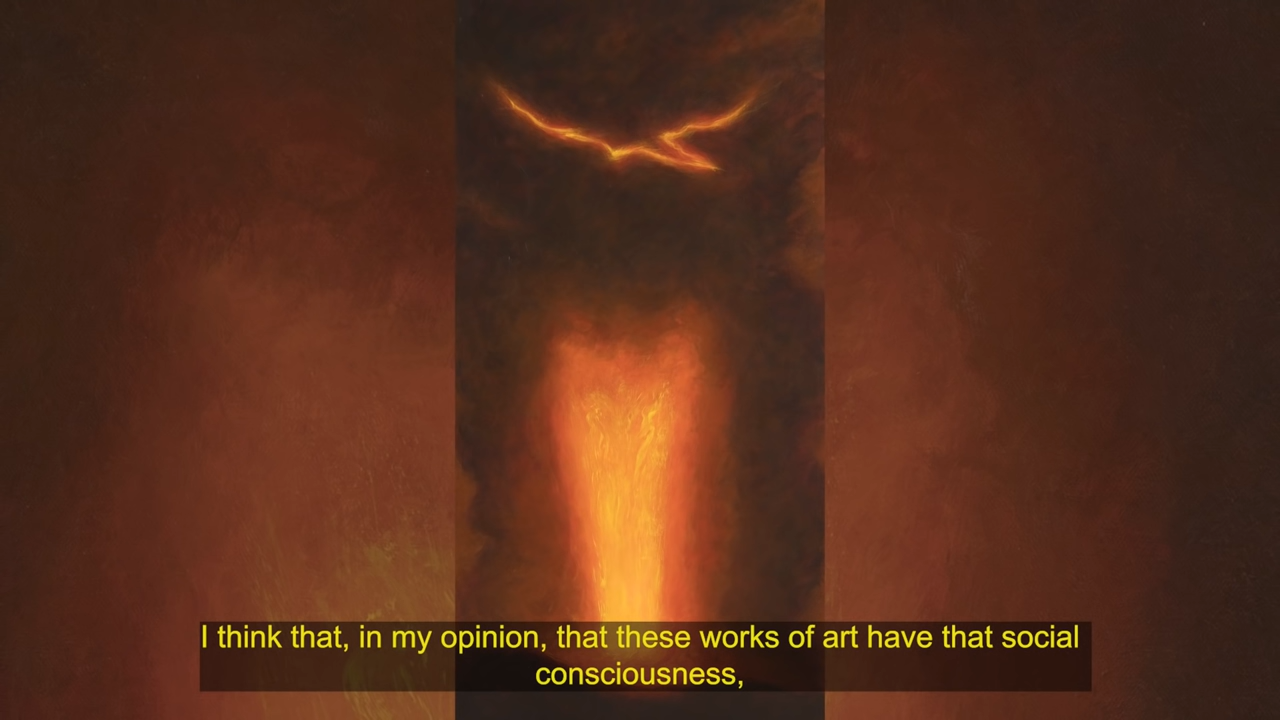 I think that, in my opinion, that these works of art have that social
consciousness,